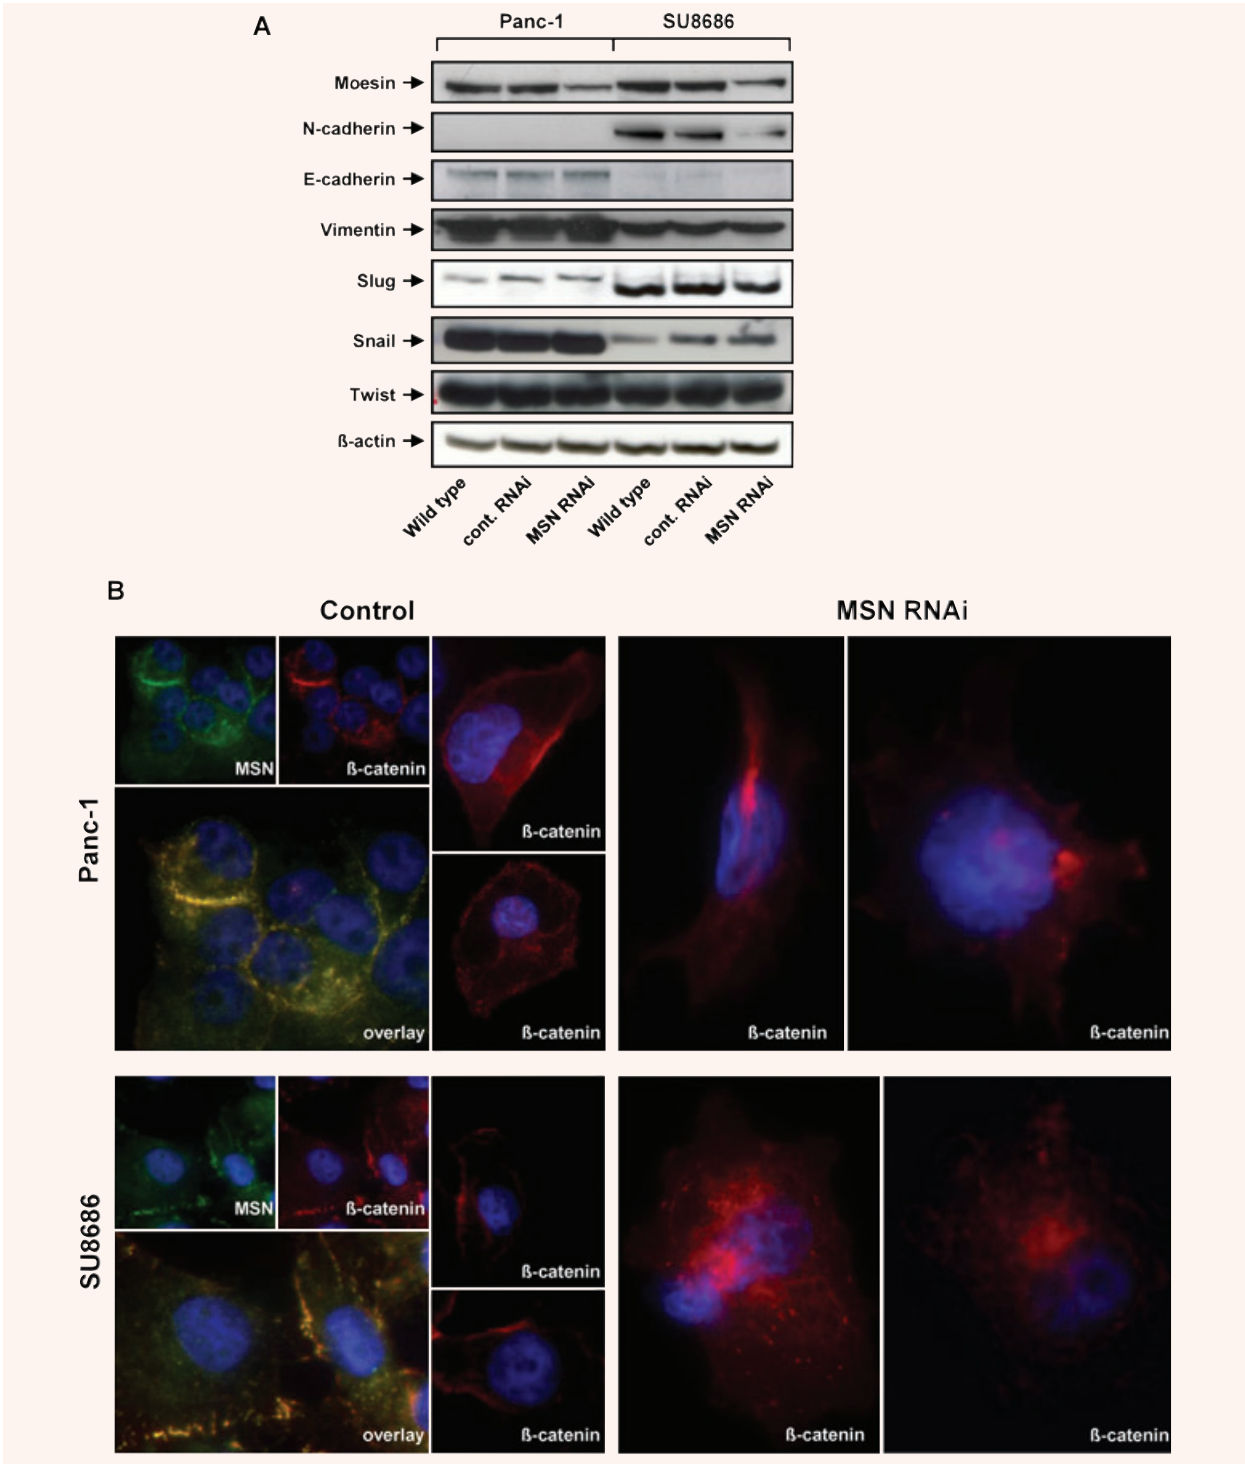 A
Panc-1 SU8686
Moesin
N-cadherin
E-cadherin
Vimentin
Slug
Snail
Twist
ß-actin
Wild type cont. RNAi MSN RNAi Wild type cont. RNAi MSN RNAi
B
Control MSN RNAi
Panc-1
MSN ß-catenin
ß-catenin
overlay ß-catenin ß-catenin ß-catenin
SU8686
MSN ß-catenin
ß-catenin
overlay ß-catenin ß-catenin ß-catenin